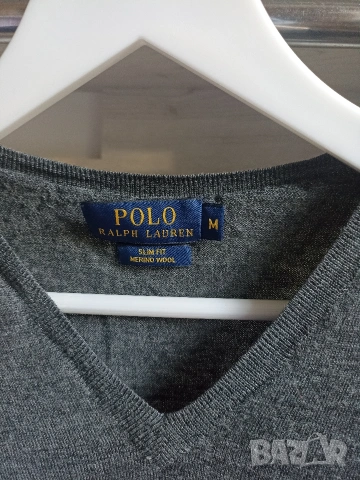 POLO
RALPH LAUREN
M
SLIM FIT
MERINO WOOL
BAZAR